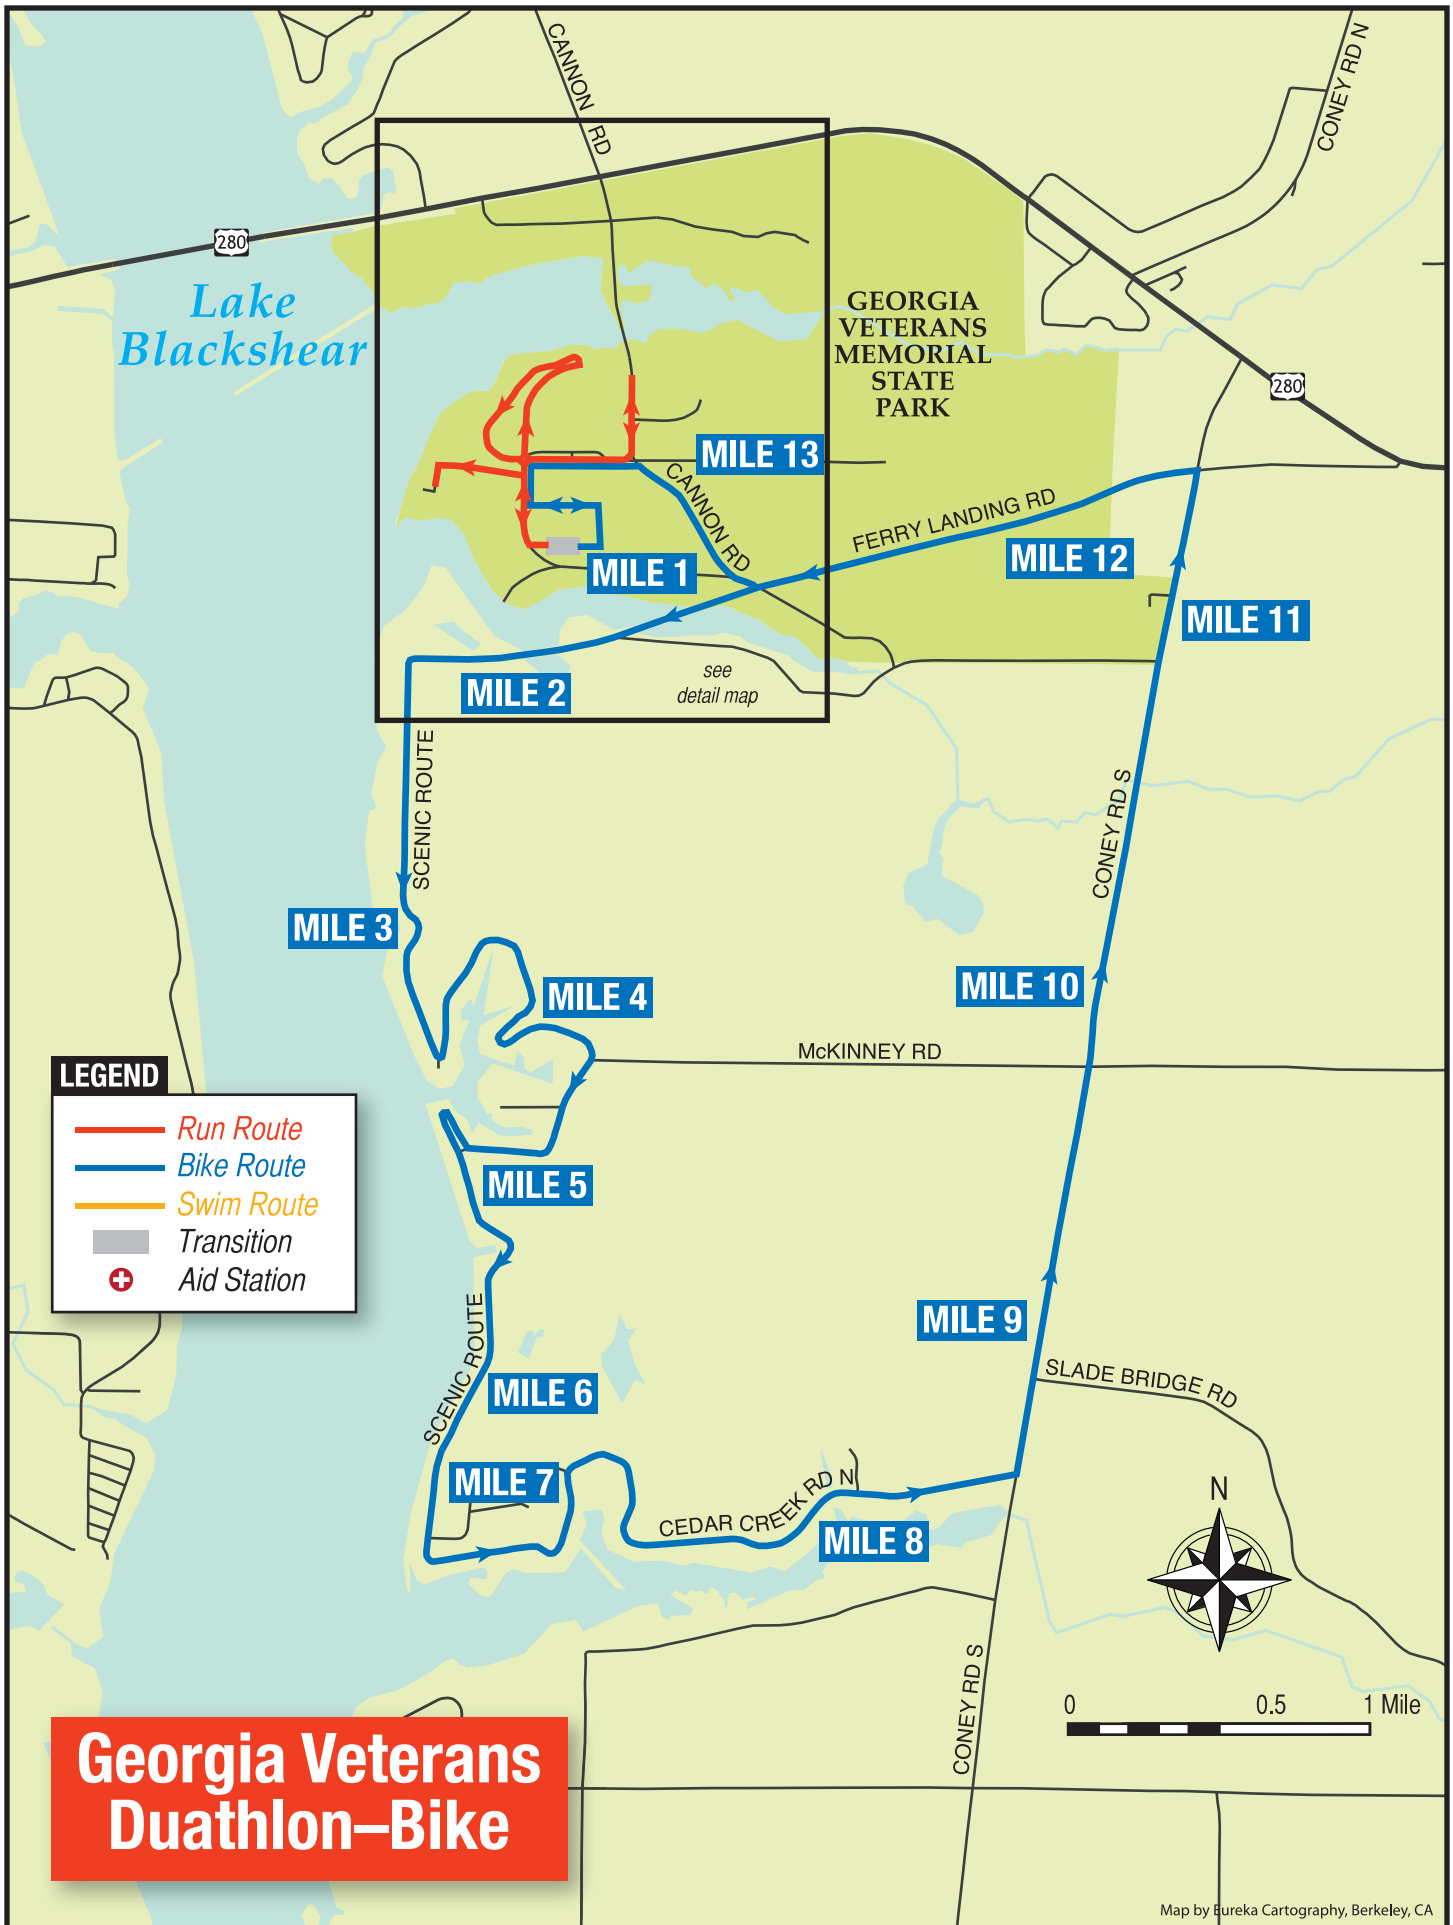 CANNON RD
CONEY RD N
280
Lake
Blackshear
GEORGIA
VETERANS
MEMORIAL
STATE
PARK
280
MILE 13
CANNON RD
FERRY LANDING RD
MILE 12
MILE 1
MILE 11
see
detail map
MILE 2
SCENIC ROUTE
CONEY RD S
MILE 3
MILE 4
MILE 10
McKINNEY RD
LEGEND
Run Route
Bike Route
Swim Route
Transition
Aid Station
MILE 5
SCENIC ROUTE
MILE 9
SLADE BRIDGE RD
MILE 6
MILE 7
CEDAR CREEK RD N
MILE 8
N
CONEY RD S
0 0.5 1 Mile
Georgia Veterans
Duathlon–Bike
Map by Eureka Cartography, Berkeley, CA